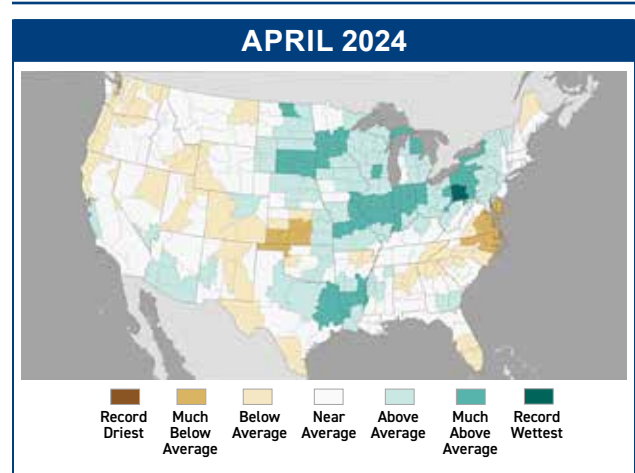 APRIL 2024
Record Driest
Much Below Average
Below Average
Near Average
Above Average
Much Above Average
Record Wettest